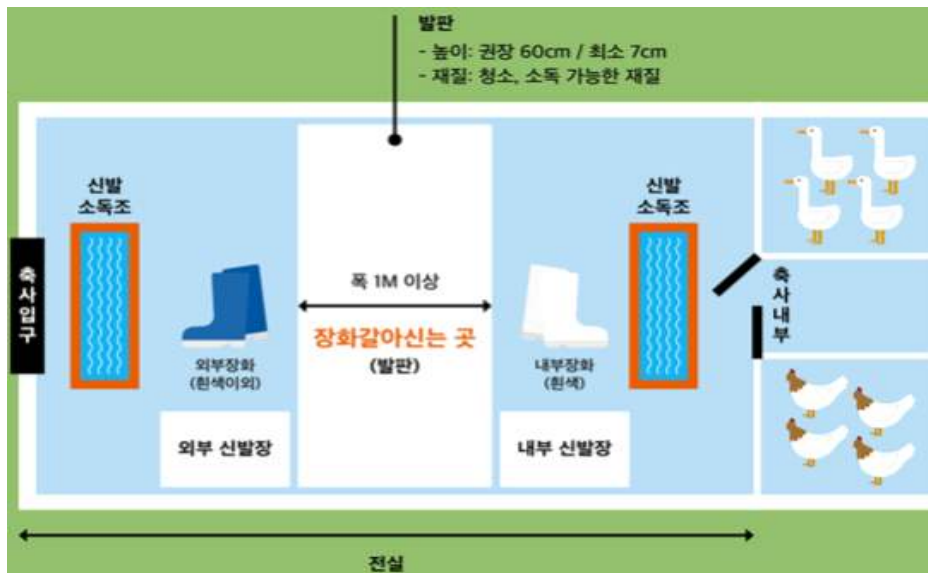 발판
- 높이: 권장 60cm / 최소 7cm
- 재질: 청소, 소독 가능한 재질
신발
소독조
신발
소독조
축사입구
폭 1M 이상
장화갈아신는 곳
(발판)
외부장화
(흰색이외)
내부장화
(흰색)
축사내부
외부 신발장
내부 신발장
전실